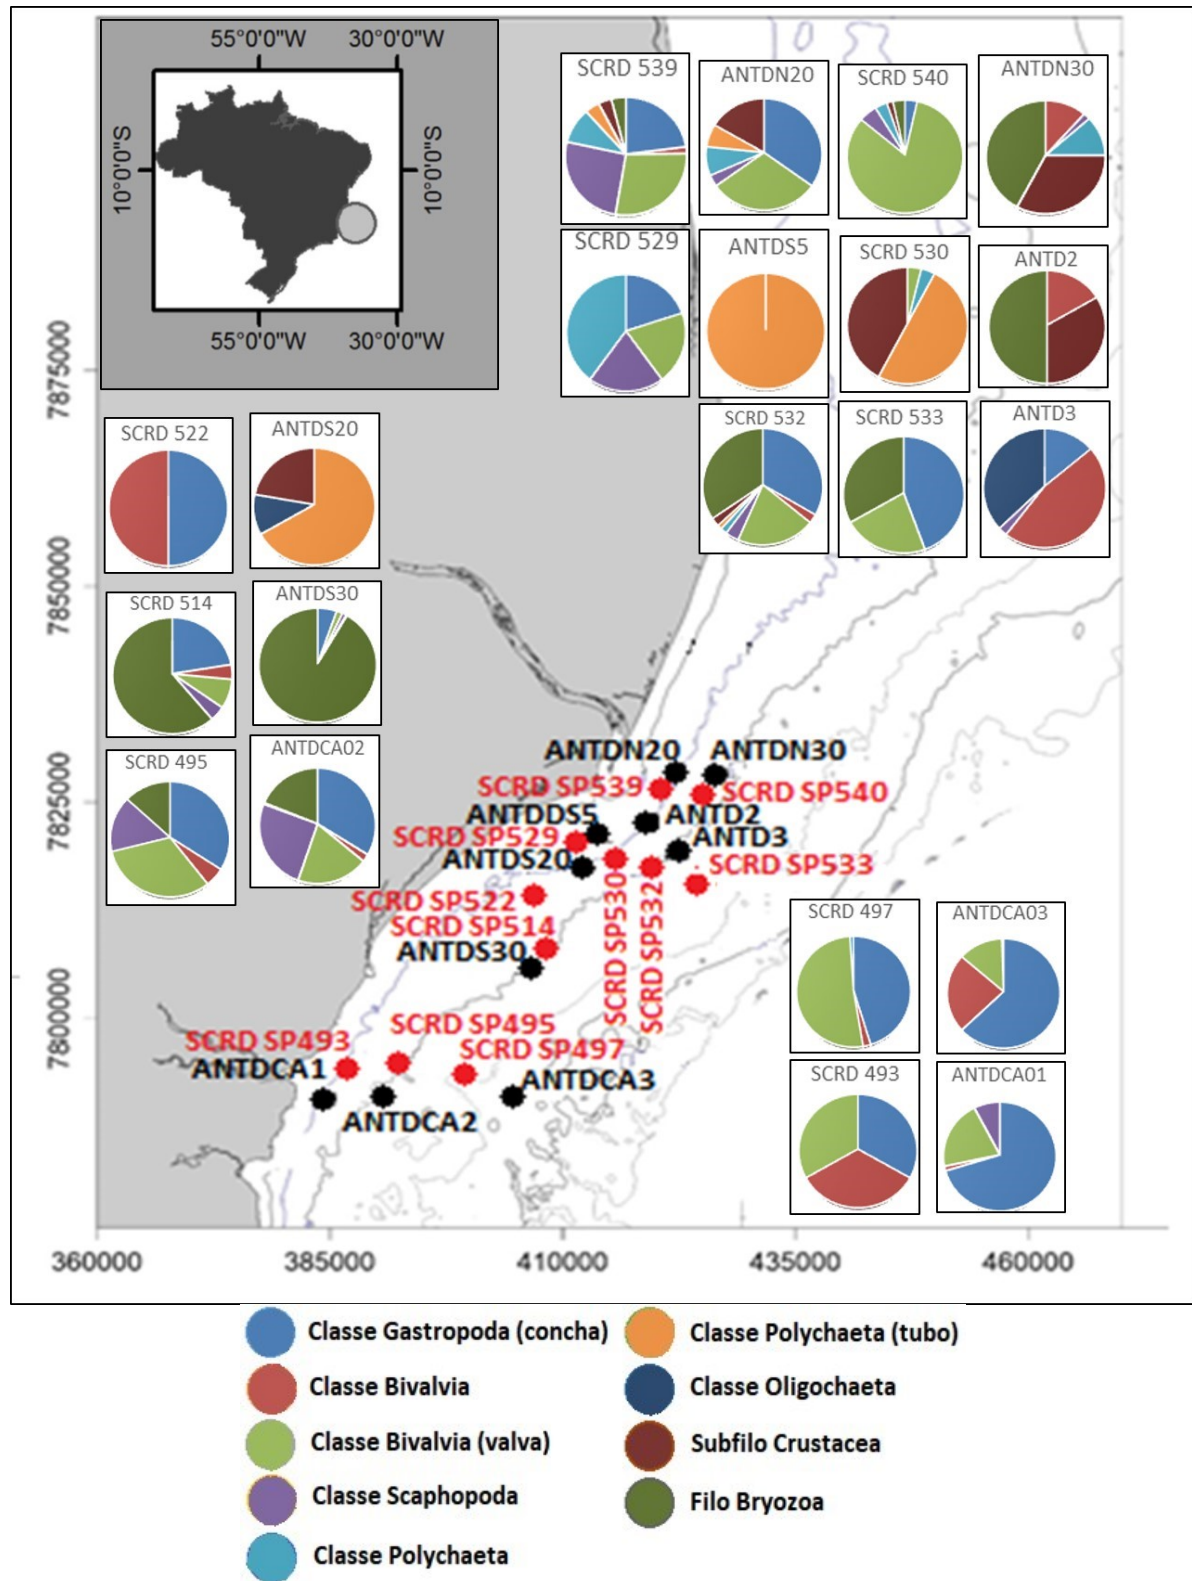 55°0'0"W 30°0'0"W
10°0'0"S 10°0'0"S
55°0'0"W 30°0'0"W
SCRD 539 ANTDN20 SCRD 540 ANTDN30
SCRD 529 ANTDS5 SCRD 530 ANTD2
SCRD 532 SCRD 533 ANTD3
SCRD 522 ANTDS20
SCRD 514 ANTDS30
SCRD 495 ANTDCA02
SCRD 497 ANTDCA03
SCRD 493 ANTDCA01
7875000
7850000
7825000
7800000
ANTDN20 ANTDN30
SCRD SP539 SCRD SP540
ANTDDS5 ANTD2
SCRD SP529 ANTD3
ANTDS20 SCRD SP533
SCRD SP522
SCRD SP514
ANTDS30
SCRD SP530
SCRD SP532
SCRD SP495
SCRD SP493 SCRD SP497
ANTDCA1 ANTDCA3
ANTDCA2
360000 385000 410000 435000 460000
Classe Gastropoda (concha)
Classe Bivalvia
Classe Bivalvia (valva)
Classe Scaphopoda
Classe Polychaeta
Classe Polychaeta (tubo)
Classe Oligochaeta
Subfilo Crustacea
Filo Bryozoa